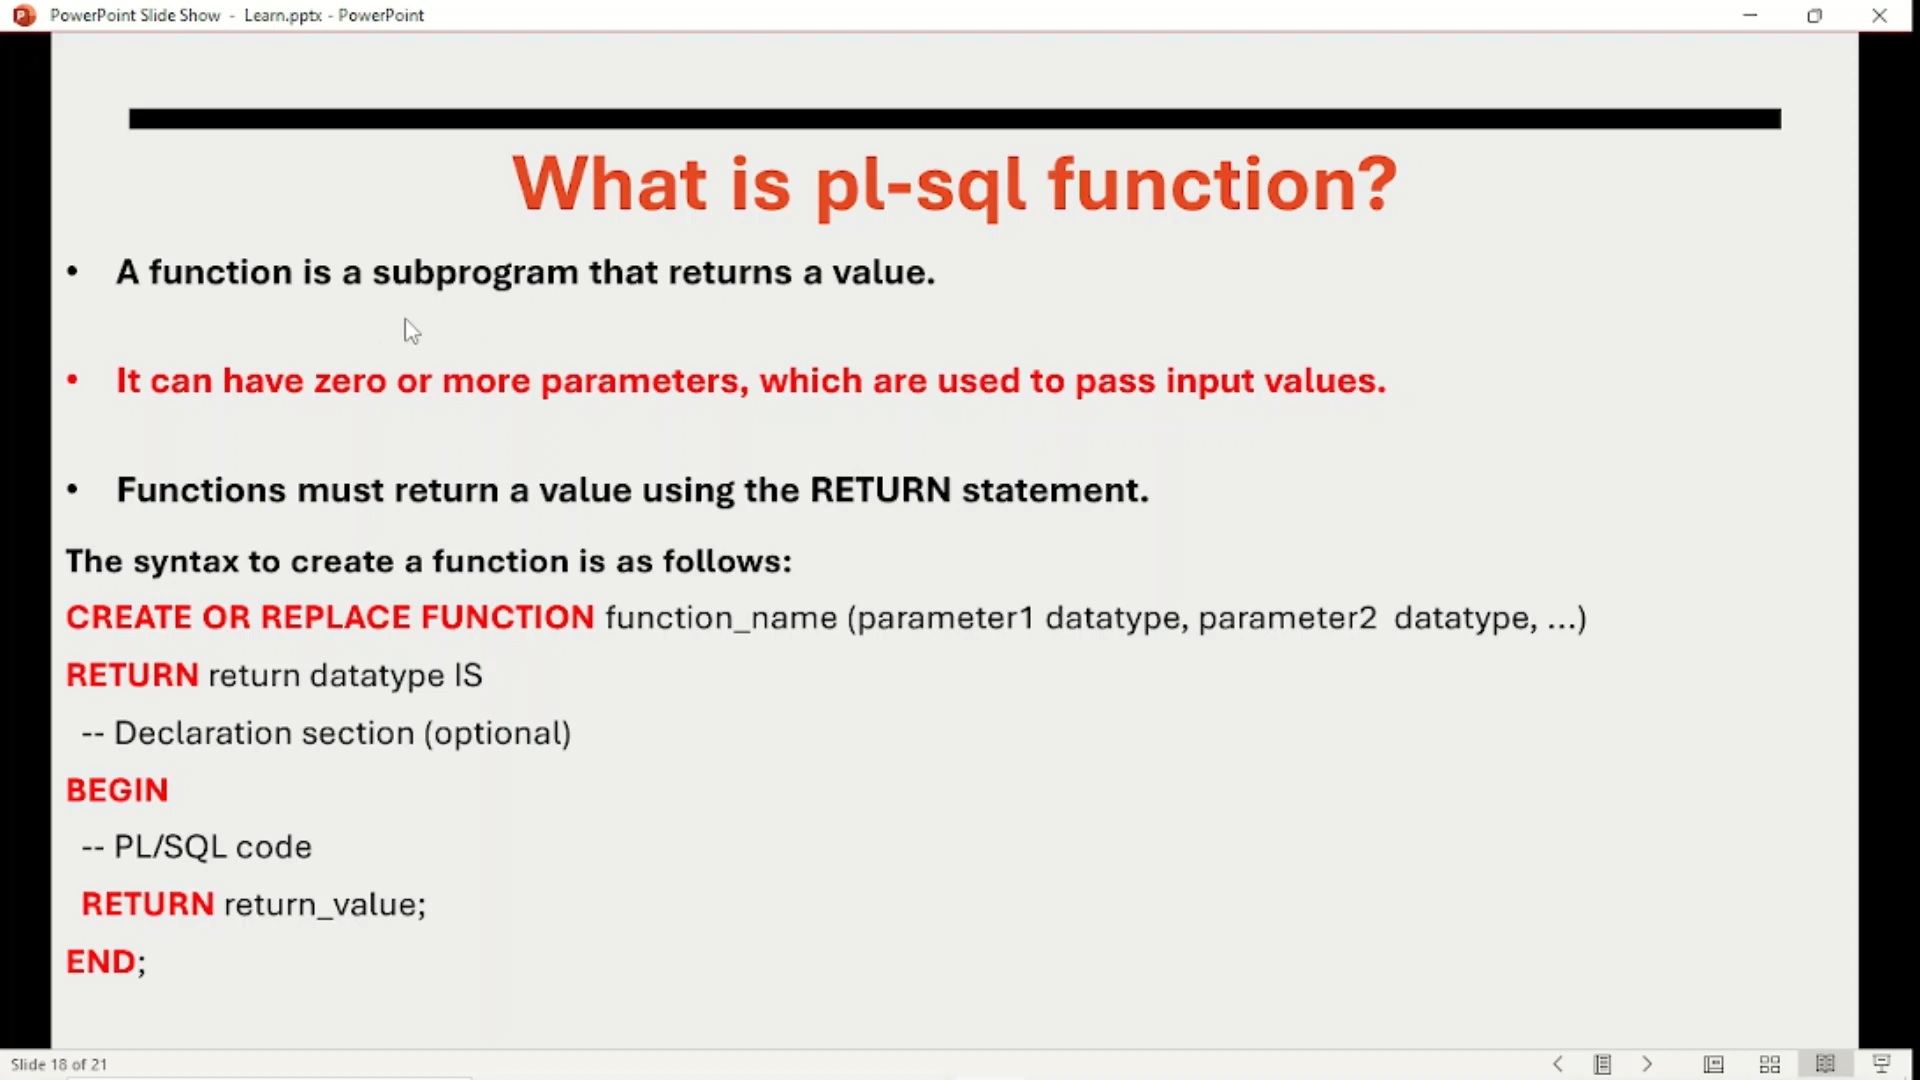 PowerPoint Slide Show - Learn.pptx - PowerPoint
What is pl-sql function?
• A function is a subprogram that returns a value.
• It can have zero or more parameters, which are used to pass input values.
• Functions must return a value using the RETURN statement.
The syntax to create a function is as follows:
CREATE OR REPLACE FUNCTION function_name (parameter1 datatype, parameter2 datatype, ...)
RETURN return datatype IS
-- Declaration section (optional)
BEGIN
-- PL/SQL code
RETURN return_value;
END;
Slide 18 of 21